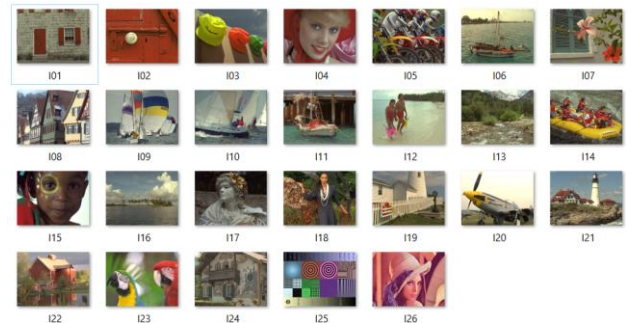 I01 I02 I03 I04 I05 I06 I07
I08 I09 I10 I11 I12 I13 I14
I15 I16 I17 I18 I19 I20 I21
I22 I23 I24 I25 I26